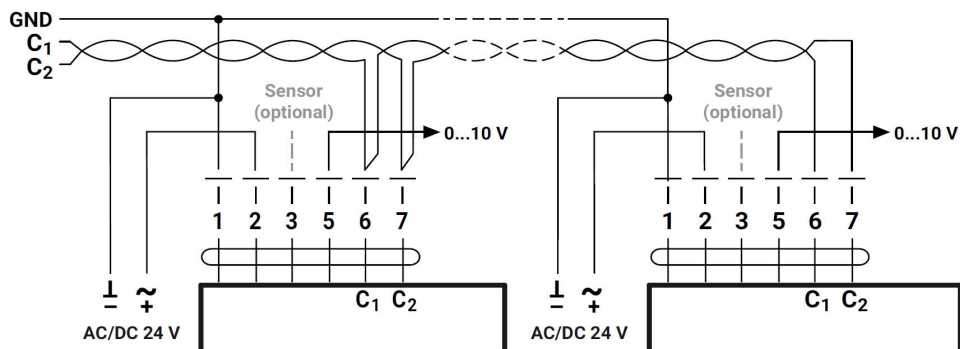 GND
C₁
C₂
Sensor
(optional)
0...10 V
Sensor
(optional)
0...10 V
1 2 3 5 6 7
1 2 3 5 6 7
⊥ ~
– +
AC/DC 24 V
C₁ C₂
⊥ ~
– +
AC/DC 24 V
C₁ C₂